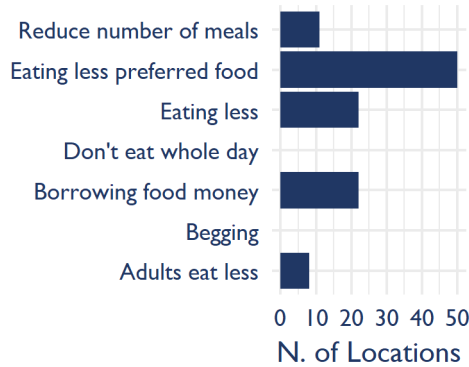 Reduce number of meals
Eating less preferred food
Eating less
Don't eat whole day
Borrowing food money
Begging
Adults eat less
0 10 20 30 40 50
N. of Locations